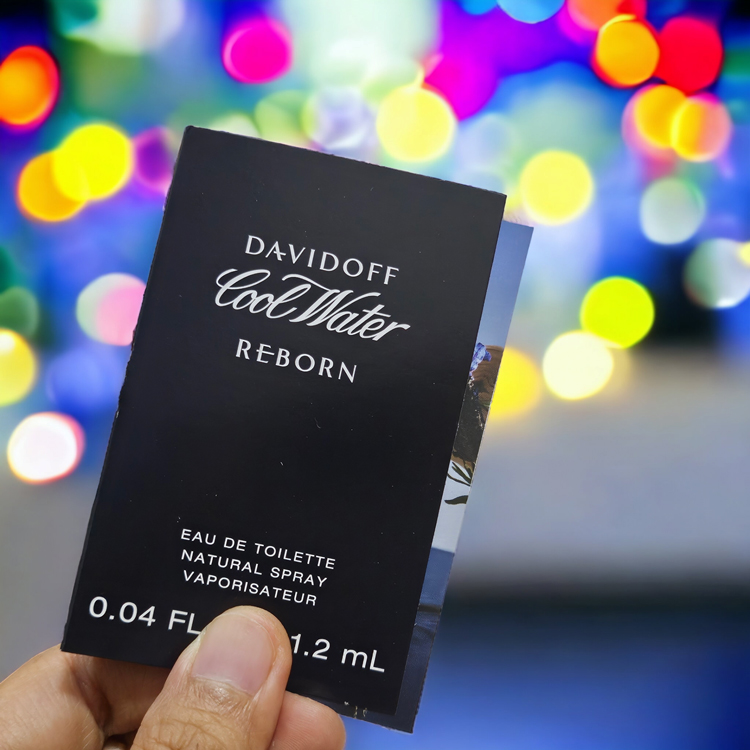 DAVIDOFF
Cool Water
REBORN
EAU DE TOILETTE
NATURAL SPRAY
VAPORISATEUR
0.04 FL 1.2 mL